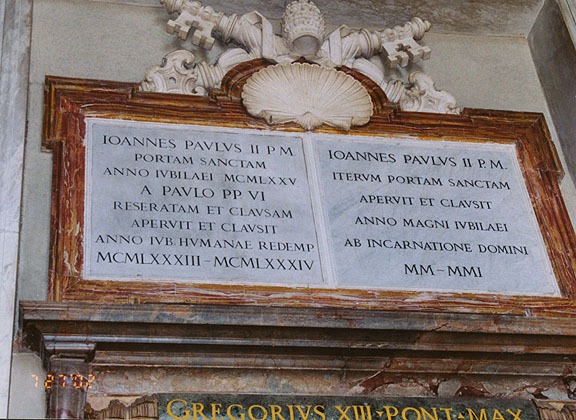 IOANNES PAVLVS II P.M.
PORTAM SANCTAM
ANNO IVBILAEI MCMLXXV
A PAVLO PP VI
RESERATAM ET CLAVSAM
APERVIT ET CLAVSIT
ANNO IVB. HVMANAE REDEMP
MCMLXXXIII–MCMLXXXIV
IOANNES PAVLVS II P.M.
ITERVM PORTAM SANCTAM
APERVIT ET CLAVSIT
ANNO MAGNI IVBILAEI
AB INCARNATIONE DOMINI
MM–MMI
GREGORIVS XIII·PONT·MAX